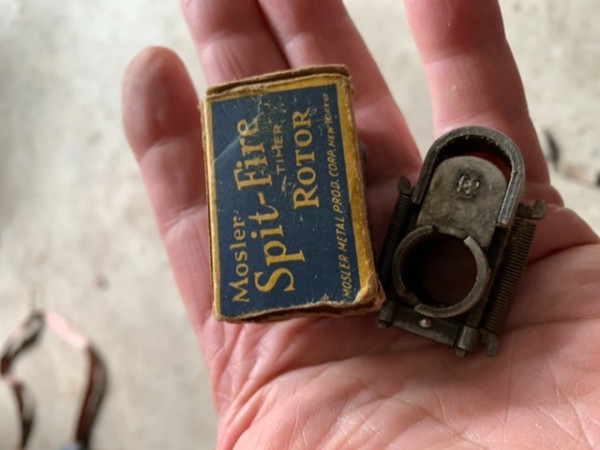 Mosler
Spit-Fire
TIMER
ROTOR
MOSLER METAL PROD. CORP. NEW YORK